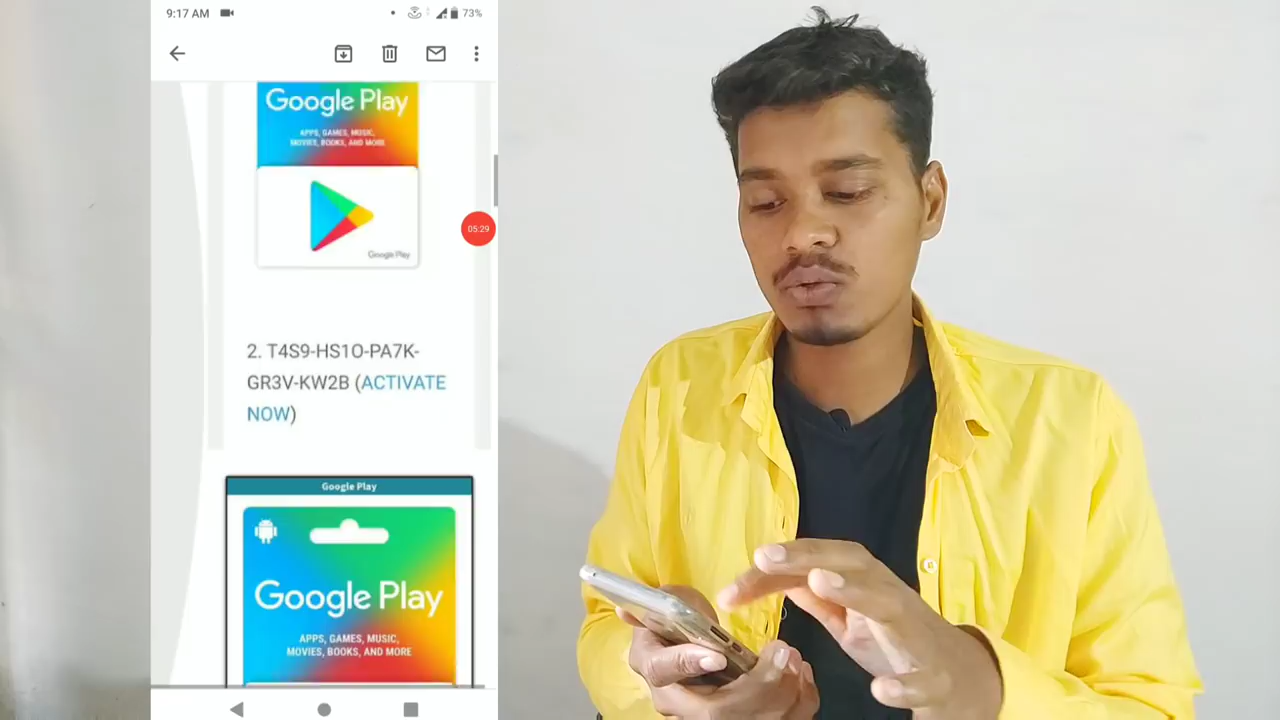 9:17 AM
73%
Google Play
APPS, GAMES, MUSIC,
MOVIES, BOOKS, AND MORE
Google Play
05:29
2. T4S9-HS1O-PA7K-
GR3V-KW2B (ACTIVATE
NOW)
Google Play
Google Play
APPS, GAMES, MUSIC,
MOVIES, BOOKS, AND MORE